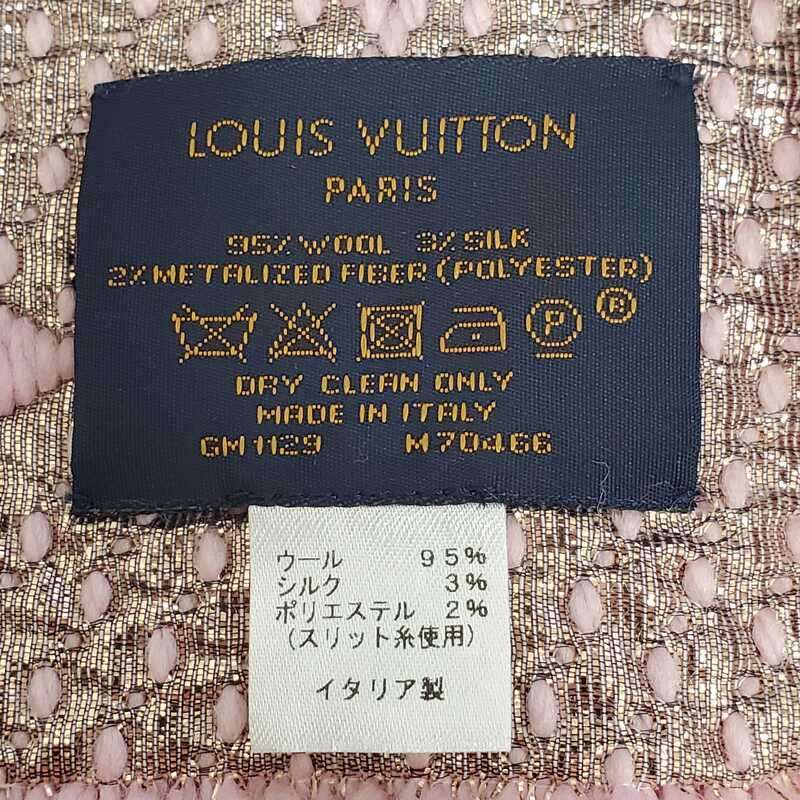 LOUIS VUITTON
PARIS
95% WOOL 3% SILK
2% METALIZED FIBER (POLYESTER)
P ®
DRY CLEAN ONLY
MADE IN ITALY
GM1129 M70466
ウール 95%
シルク 3%
ポリエステル 2%
(スリット糸使用)
イタリア製